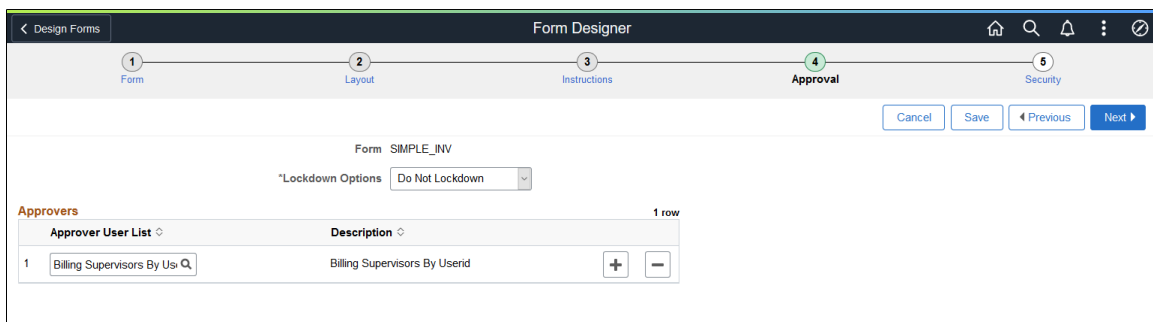 Design Forms
Form Designer
1 2 3 4 5
Form Layout Instructions Approval Security
Cancel Save Previous Next
Form SIMPLE_INV
*Lockdown Options Do Not Lockdown
Approvers 1 row
Approver User List Description
1 Billing Supervisors By Billing Supervisors By Userid